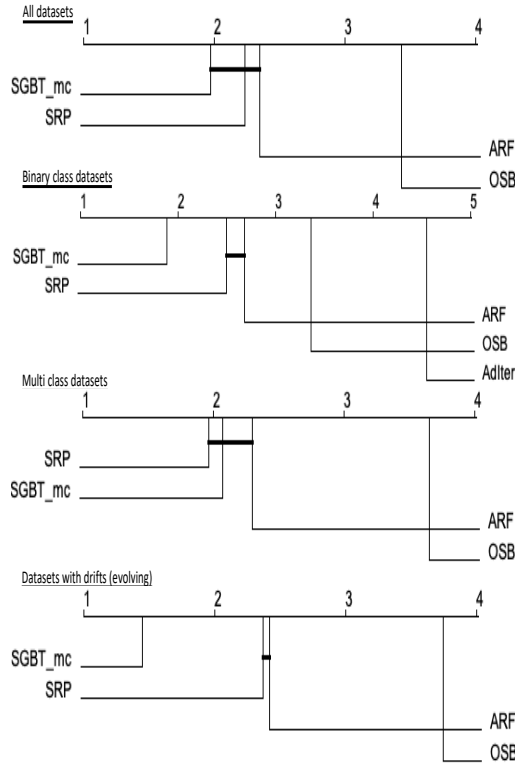 All datasets
1 2 3 4
SGBT_mc
SRP
ARF
OSB
Binary class datasets
1 2 3 4 5
SGBT_mc
SRP
ARF
OSB
AdIter
Multi class datasets
1 2 3 4
SRP
SGBT_mc
ARF
OSB
Datasets with drifts (evolving)
1 2 3 4
SGBT_mc
SRP
ARF
OSB